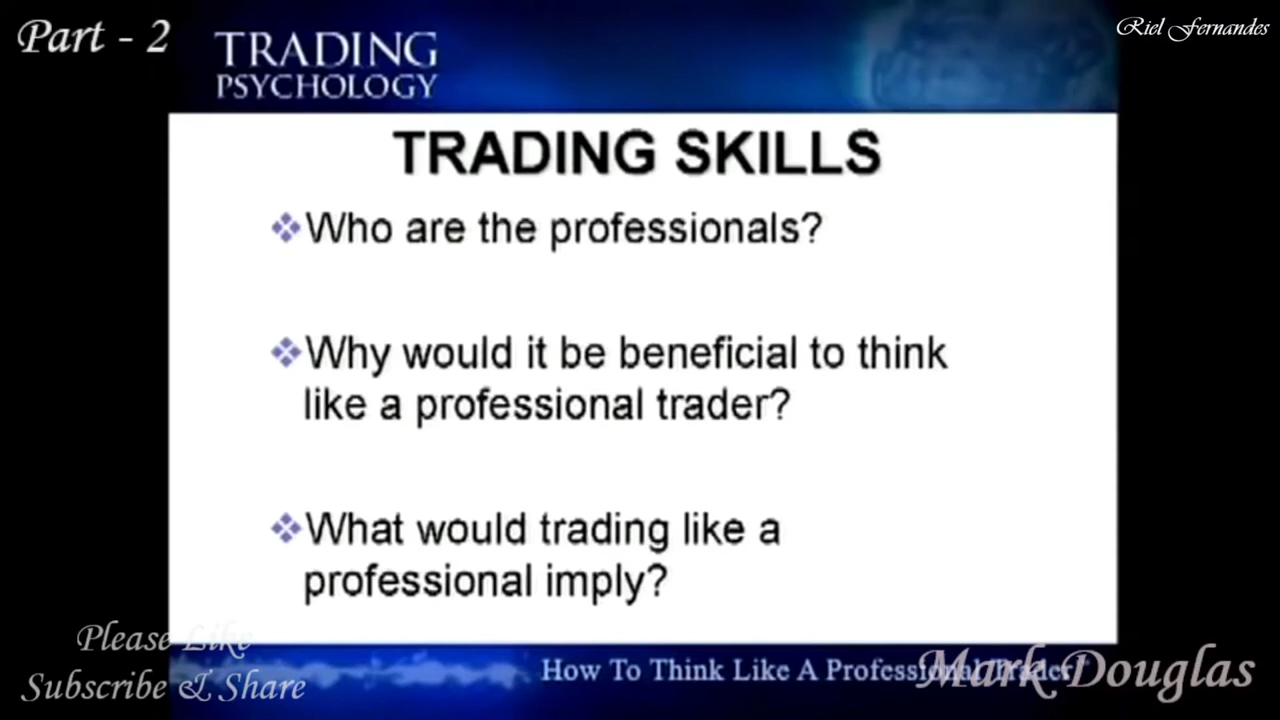 Part - 2
Riel Fernandes
TRADING
PSYCHOLOGY
TRADING SKILLS
Who are the professionals?
Why would it be beneficial to think
like a professional trader?
What would trading like a
professional imply?
Please Like
Subscribe & Share
How To Think Like A Professional Trader
Mark Douglas